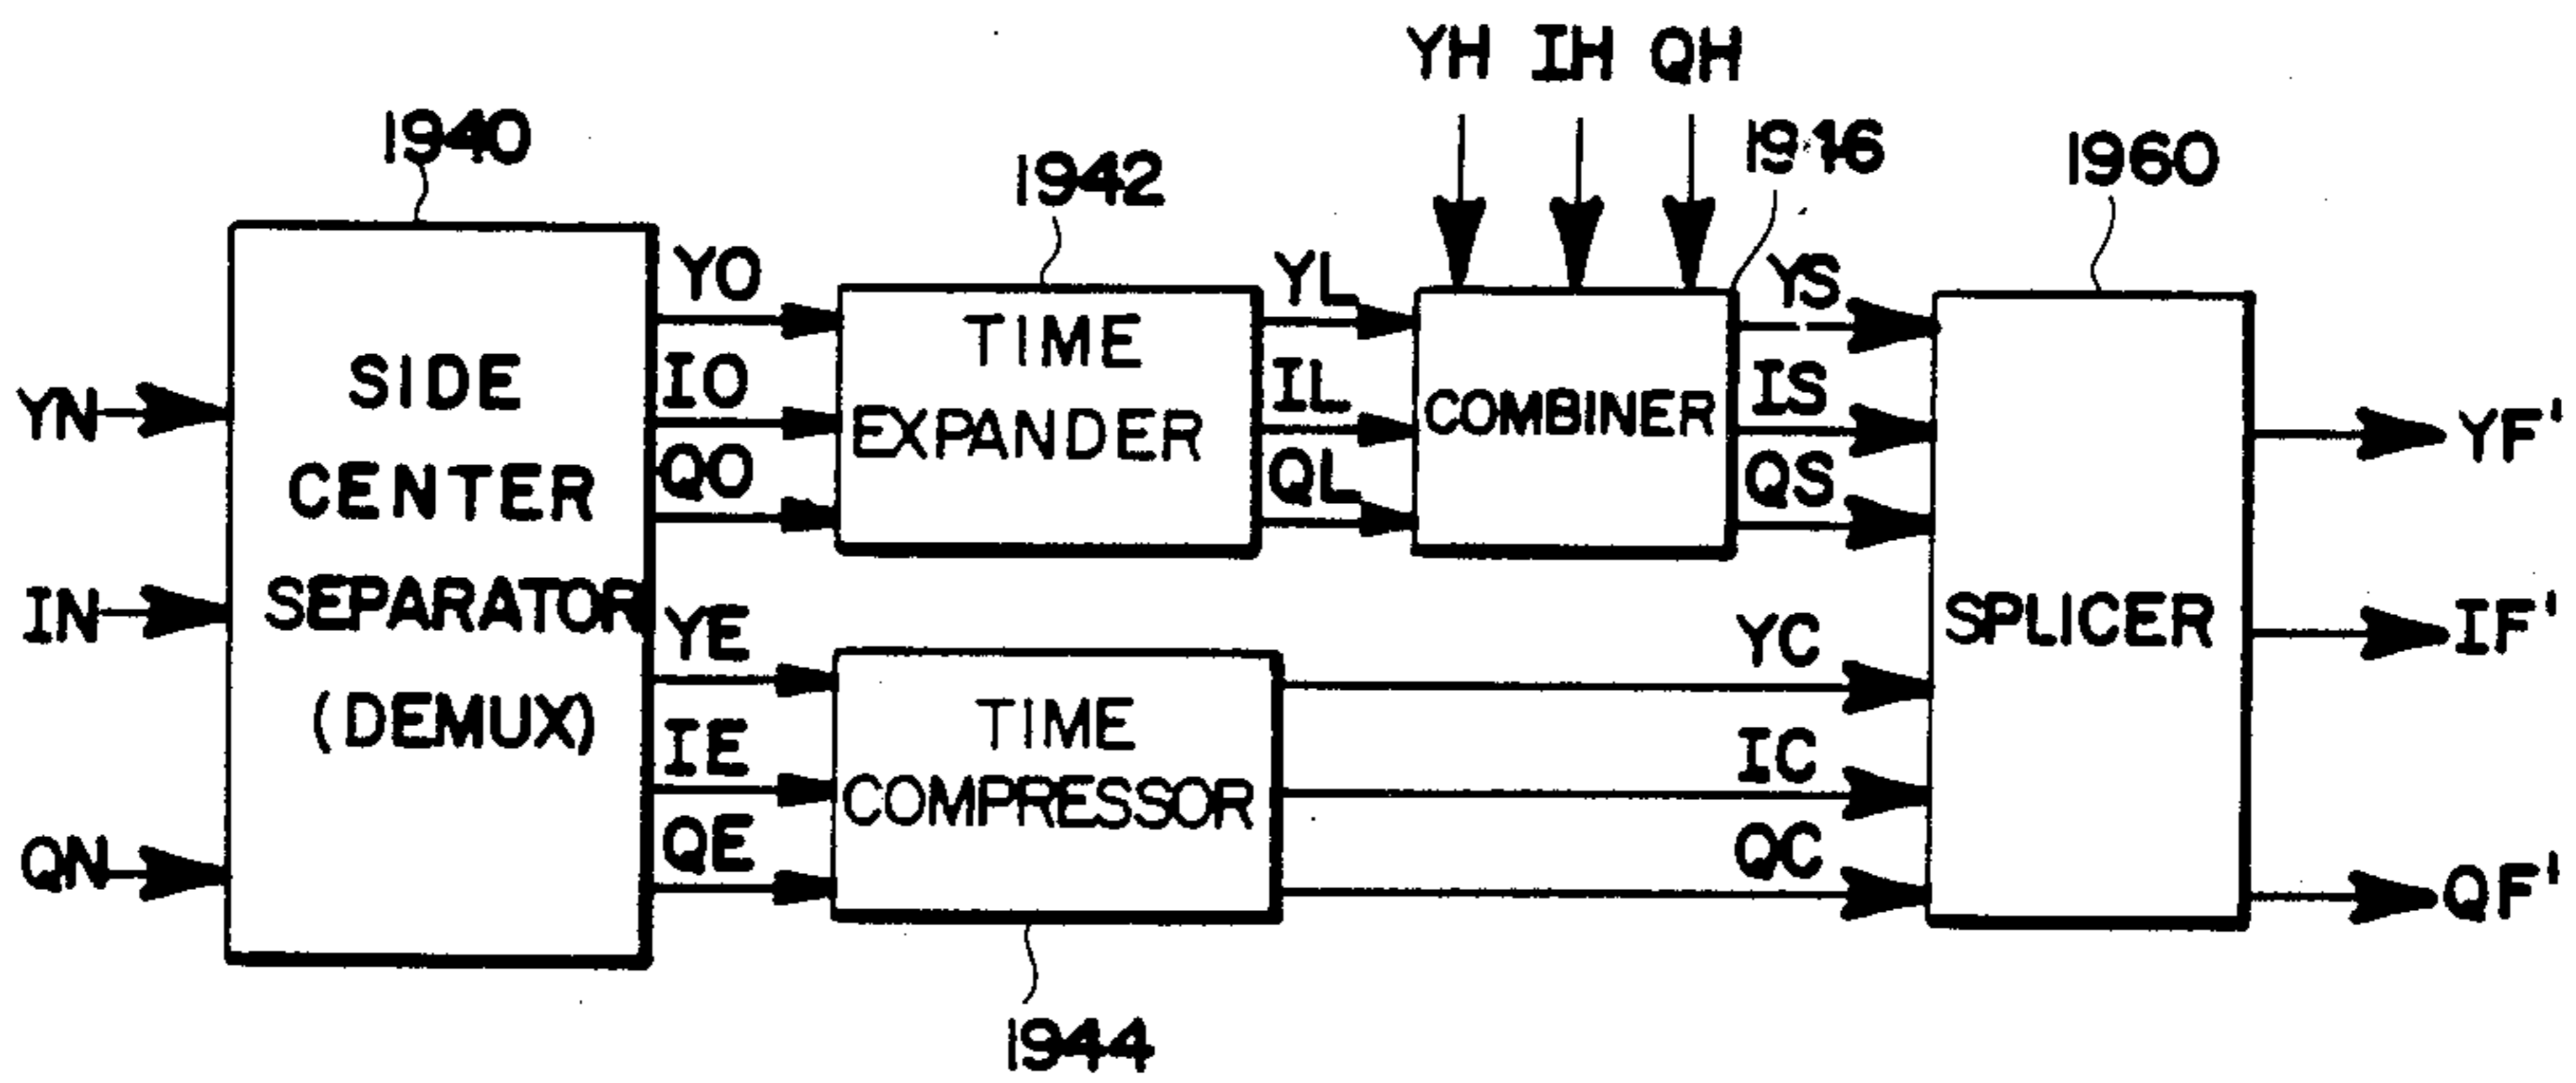 YH IH QH
1940
1942
1946
1960
YN
IN
QN
SIDE
CENTER
SEPARATOR
(DEMUX)
YO
IO
QO
YE
IE
QE
TIME
EXPANDER
TIME
COMPRESSOR
1944
YL
IL
QL
COMBINER
YS
IS
QS
YC
IC
QC
SPLICER
YF'
IF'
QF'